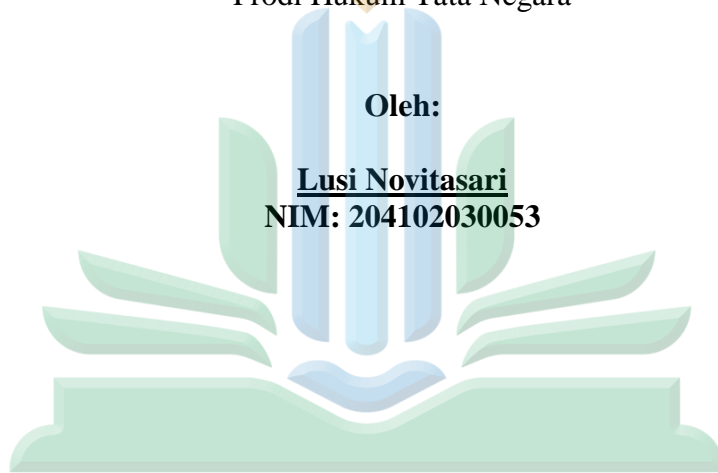 Prodi Hukum Tata Negara
Oleh:
Lusi Novitasari
NIM: 204102030053